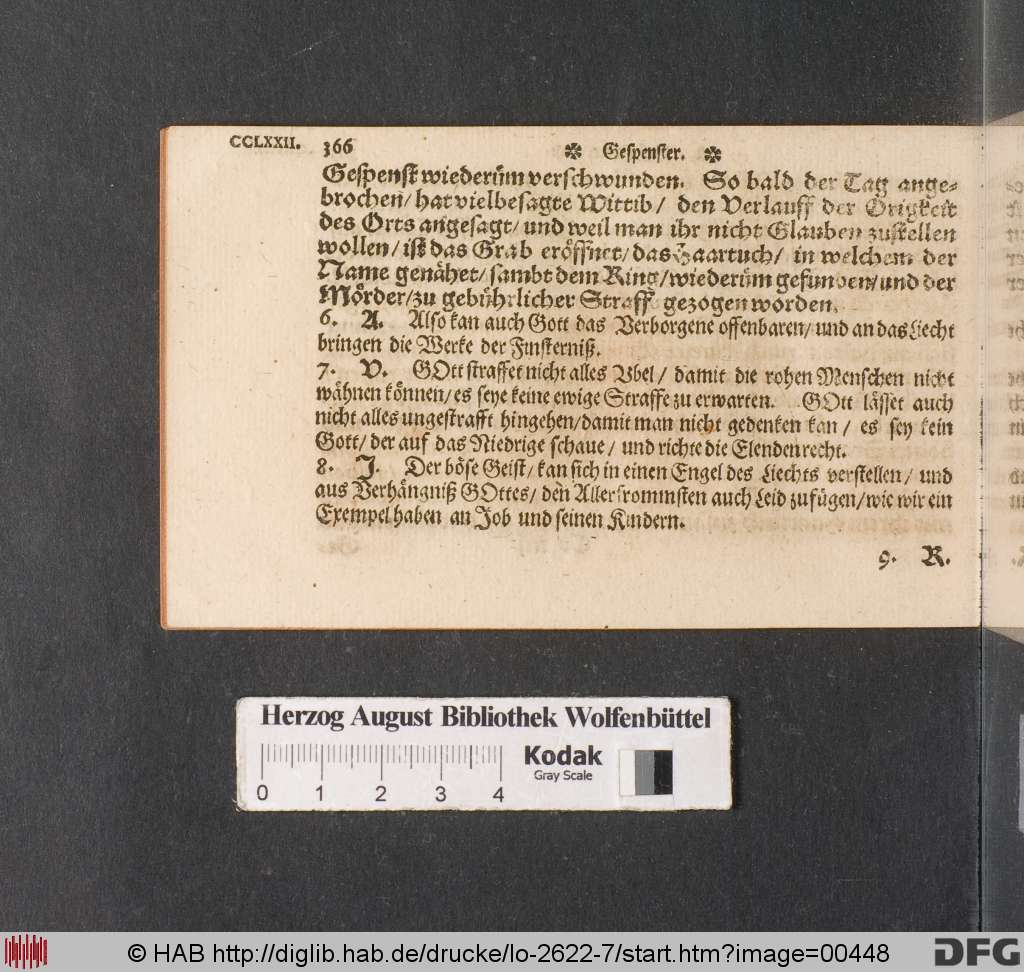 CCLXXII. 366 ✼ Gespenster. ✼
Gespenst wiederüm verschwunden. So bald der Tag ange-
brochen/ hat vielbesagte Wittib/ den Verlauff der Origkeit
des Orts angesagt/ und weil man ihr nicht Glauben zustellen
wollen/ ist das Grab eröffnet/ das Haartuch/ in welchem der
Name genähet/ sambt dem Ring/ wiederüm gefunden/ und der
Mörder/ zu gebührlicher Straff gezogen worden.
6. A. Also kan auch Gott das Verborgene offenbaren/ und an das Liecht
bringen die Werke der Finsterniß.
7. V. GOtt straffet nicht alles Vbel/ damit die rohen Menschen nicht
wähnen können/ es seye keine ewige Straffe zu erwarten. GOtt lässet auch
nicht alles ungestrafft hingehen/ damit man nicht gedenken kan/ es sey kein
Gott/ der auf das Niedrige schaue/ und richte die Elenden recht.
8. J. Der böse Geist/ kan sich in einen Engel des Liechts verstellen/ und
aus Verhängniß GOttes/ den Allerfrommsten auch Leid zufügen/ wie wir ein
Exempel haben an Job und seinen Kindern.
9. R.
Herzog August Bibliothek Wolfenbüttel
Kodak
Gray Scale
0 1 2 3 4
© HAB http://diglib.hab.de/drucke/lo-2622-7/start.htm?image=00448 DFG